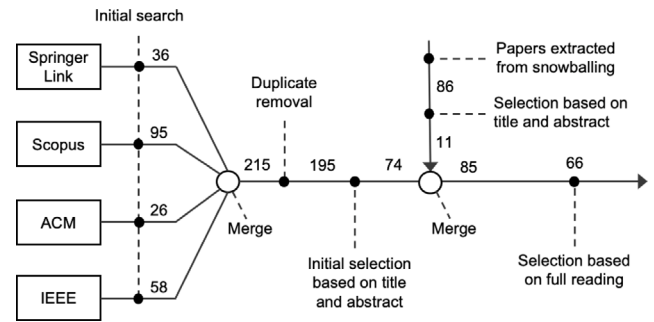 Initial search
Springer
Link
36
Scopus
95
ACM
26
IEEE
58
Merge
215
Duplicate
removal
195
Initial selection
based on title
and abstract
74
Papers extracted
from snowballing
86
Selection based on
title and abstract
11
Merge
85
66
Selection based
on full reading